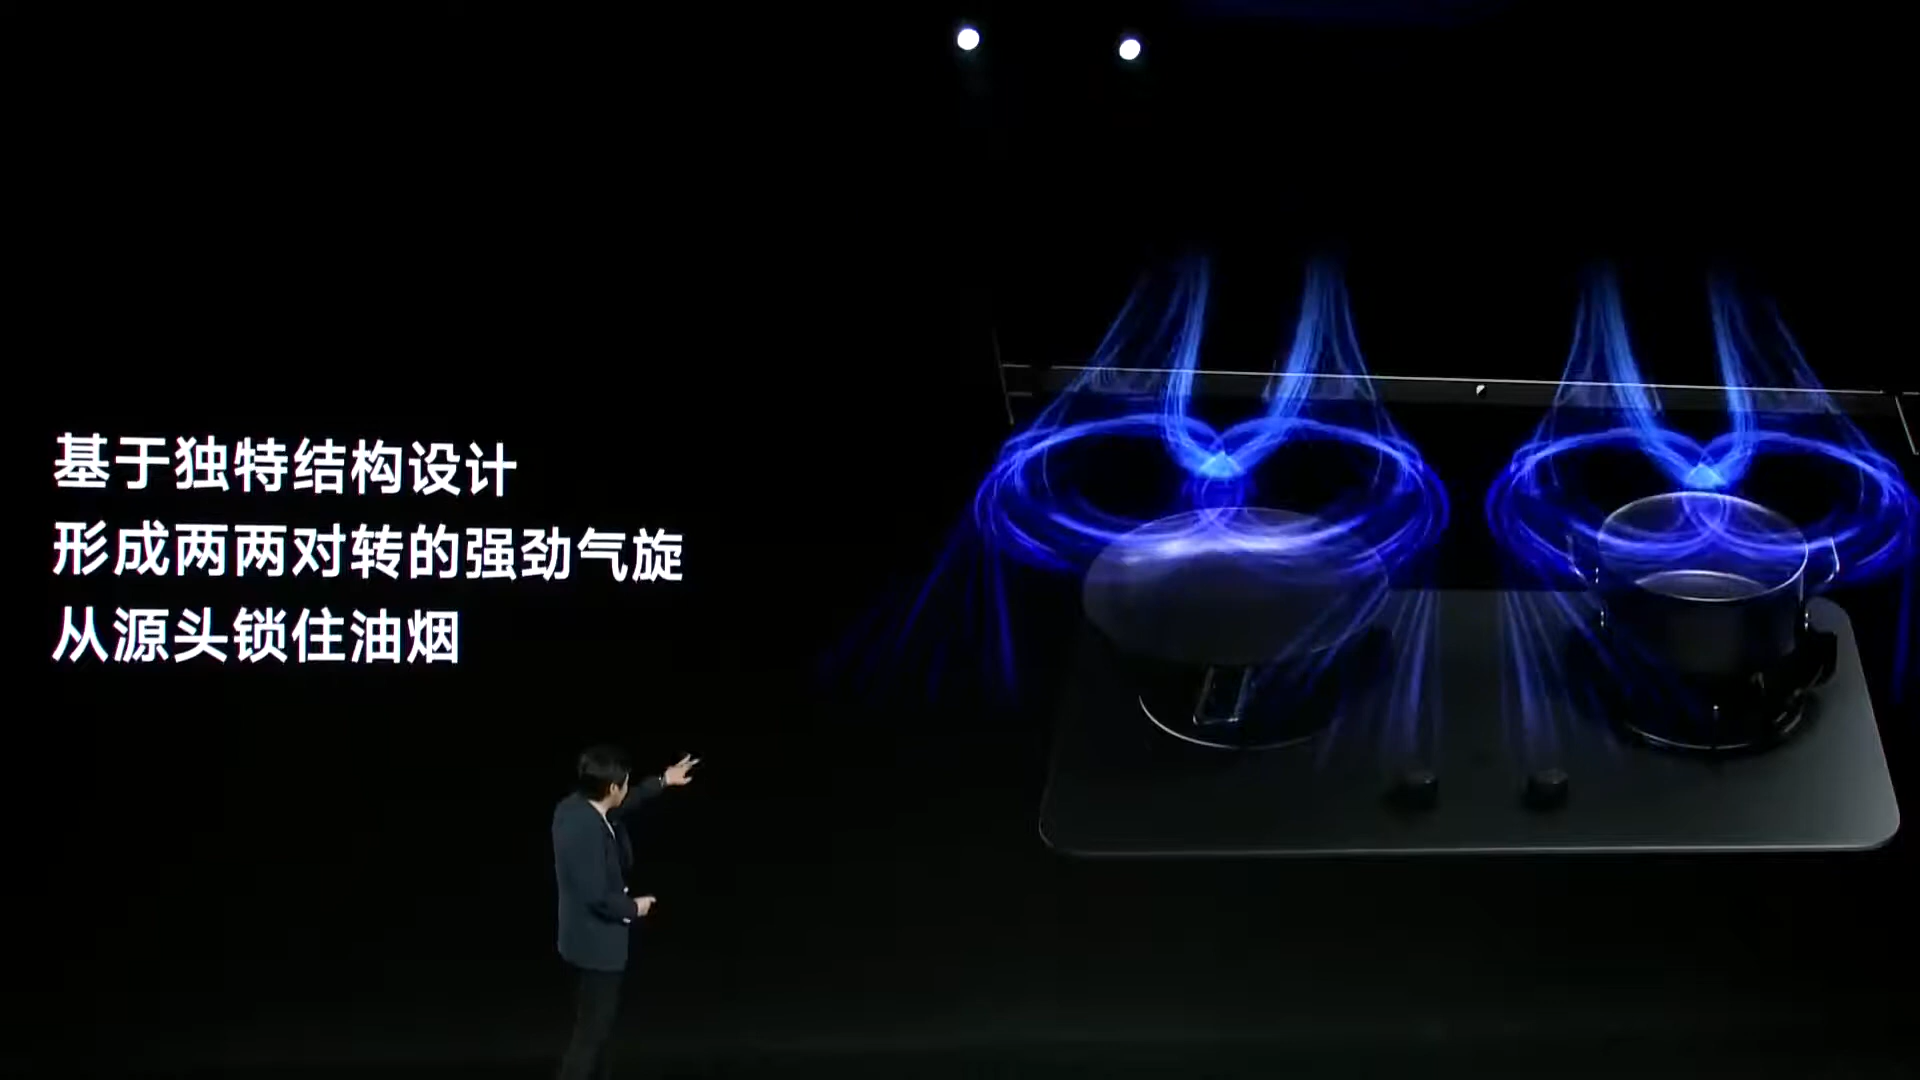 基于独特结构设计
形成两两对转的强劲气旋
从源头锁住油烟